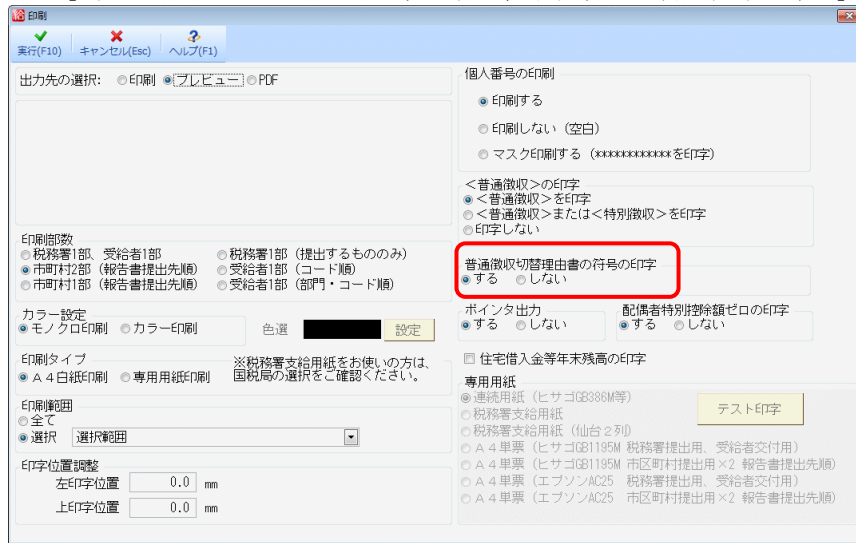 印刷
実行(F10) キャンセル(Esc) ヘルプ(F1)
出力先の選択: 印刷 プレビュー PDF
印刷部数
税務署1部、受給者1部 税務署1部（提出するもののみ）
市町村2部（報告書提出先順） 受給者1部（コード順）
市町村1部（報告書提出先順） 受給者1部（部門・コード順）
カラー設定
モノクロ印刷 カラー印刷 色選 設定
印刷タイプ
A4白紙印刷 専用用紙印刷
※税務署支給用紙をお使いの方は、
国税局の選択をご確認ください。
印刷範囲
全て
選択 選択範囲
印字位置調整
左印字位置 0.0 mm
上印字位置 0.0 mm
個人番号の印刷
印刷する
印刷しない（空白）
マスク印刷する（************を印字）
<普通徴収>の印字
<普通徴収>を印字
<普通徴収>または<特別徴収>を印字
印字しない
普通徴収切替理由書の符号の印字
する しない
ポインタ出力
する しない
配偶者特別控除額ゼロの印字
する しない
住宅借入金等年末残高の印字
専用用紙
連続用紙（ヒサゴGB386M等）
テスト印字
税務署支給用紙
税務署支給用紙（仙台２列）
A4単票（ヒサゴGB1195M 税務署提出用、受給者交付用）
A4単票（ヒサゴGB1195M 市区町村提出用×2 報告書提出先順）
A4単票（エプソンAC25 税務署提出用、受給者交付用）
A4単票（エプソンAC25 市区町村提出用×2 報告書提出先順）